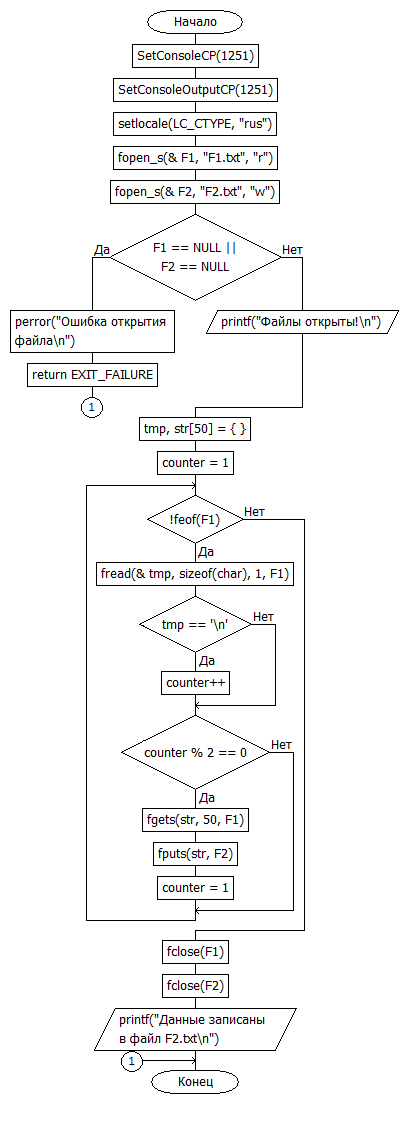 Начало
SetConsoleCP(1251)
SetConsoleOutputCP(1251)
setlocale(LC_CTYPE, "rus")
fopen_s(& F1, "F1.txt", "r")
fopen_s(& F2, "F2.txt", "w")
F1 == NULL ||
F2 == NULL
Да
Нет
perror("Ошибка открытия
файла\n")
printf("Файлы открыты!\n")
return EXIT_FAILURE
1
tmp, str[50] = { }
counter = 1
!feof(F1)
Нет
Да
fread(& tmp, sizeof(char), 1, F1)
tmp == '\n'
Нет
Да
counter++
counter % 2 == 0
Нет
Да
fgets(str, 50, F1)
fputs(str, F2)
counter = 1
fclose(F1)
fclose(F2)
printf("Данные записаны
в файл F2.txt\n")
1
Конец